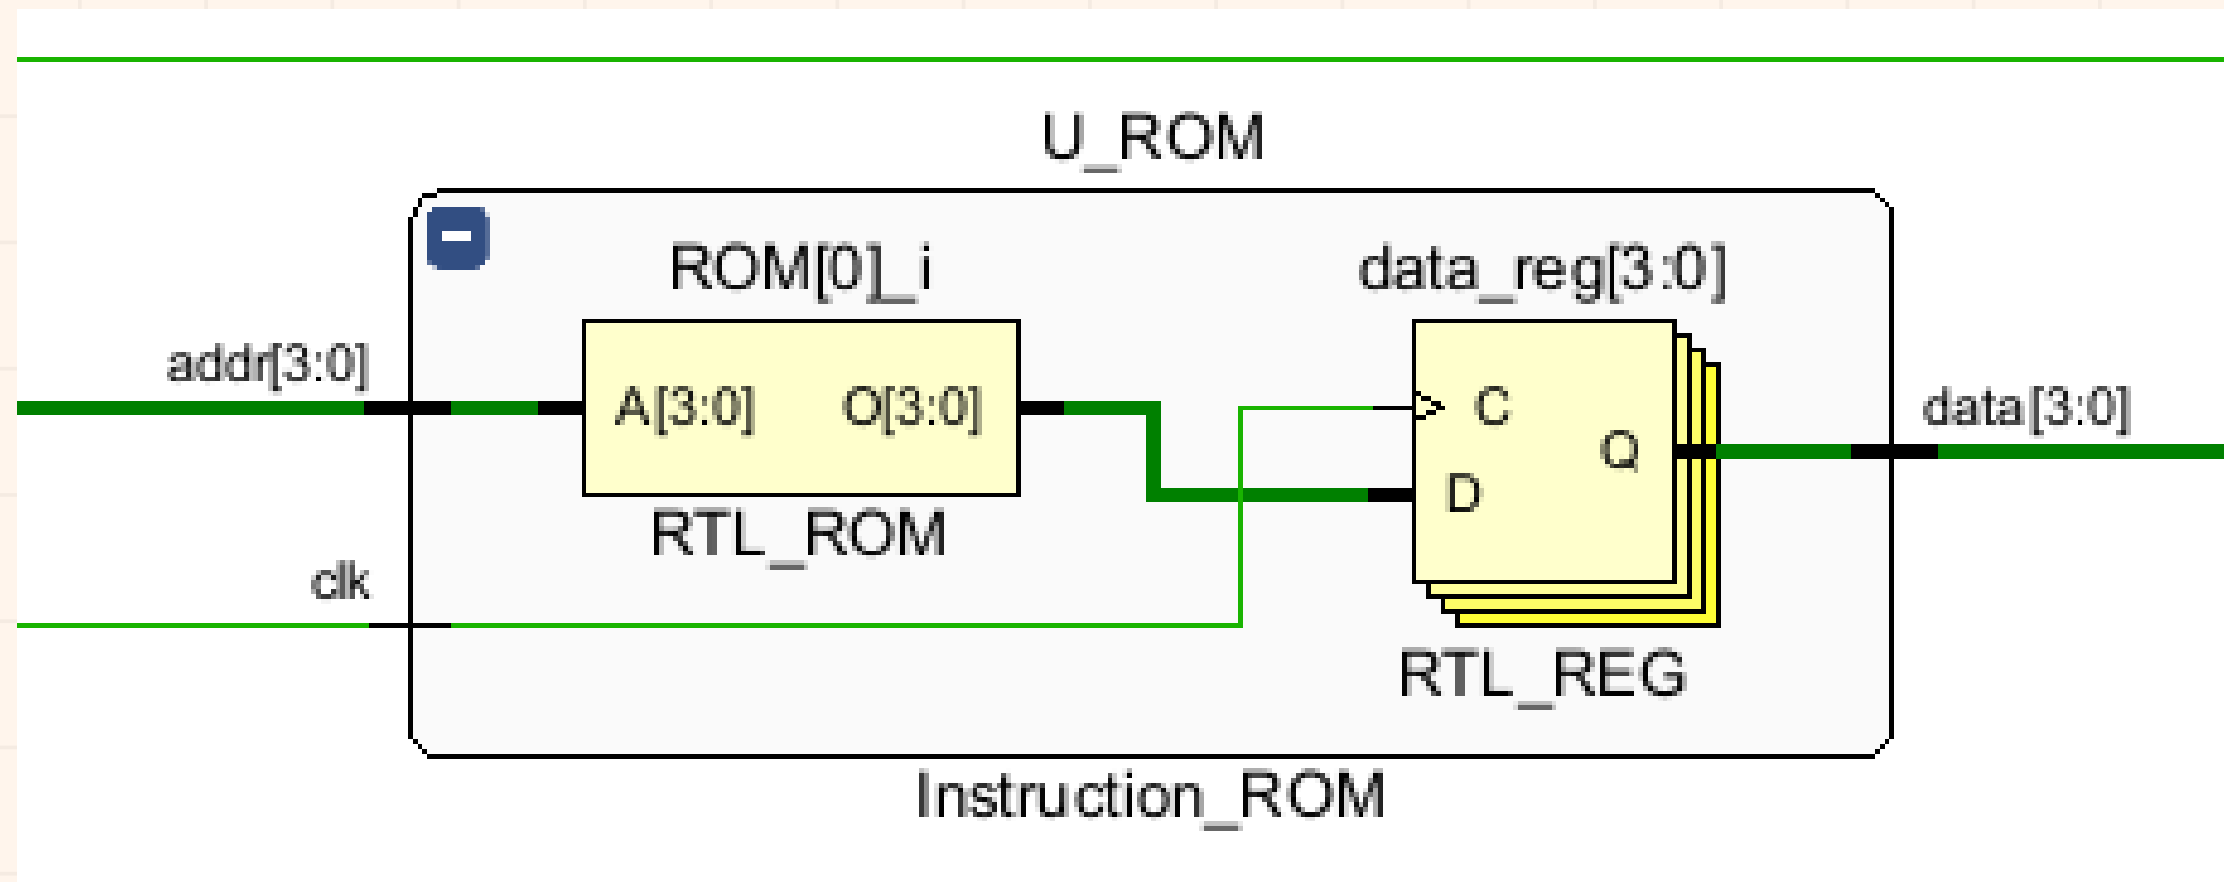 U_ROM
ROM[0]_i
data_reg[3:0]
addr[3:0]
A[3:0]
O[3:0]
C
data[3:0]
Q
D
RTL_ROM
clk
RTL_REG
Instruction_ROM